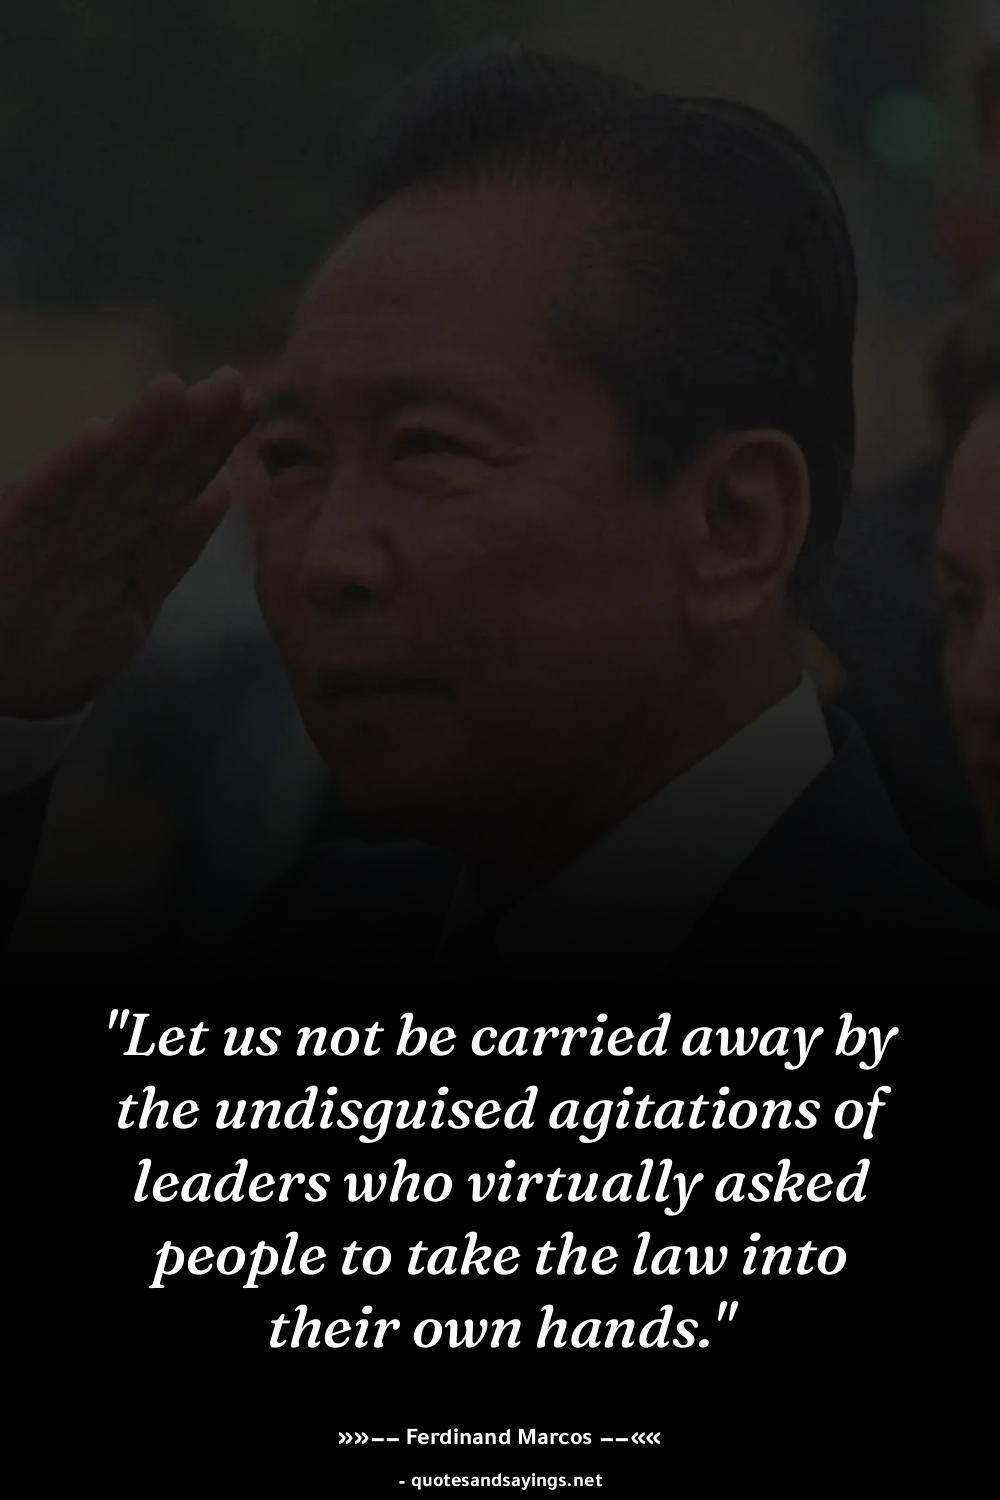 "Let us not be carried away by
the undisguised agitations of
leaders who virtually asked
people to take the law into
their own hands."
»»–– Ferdinand Marcos ––««
- quotesandsayings.net